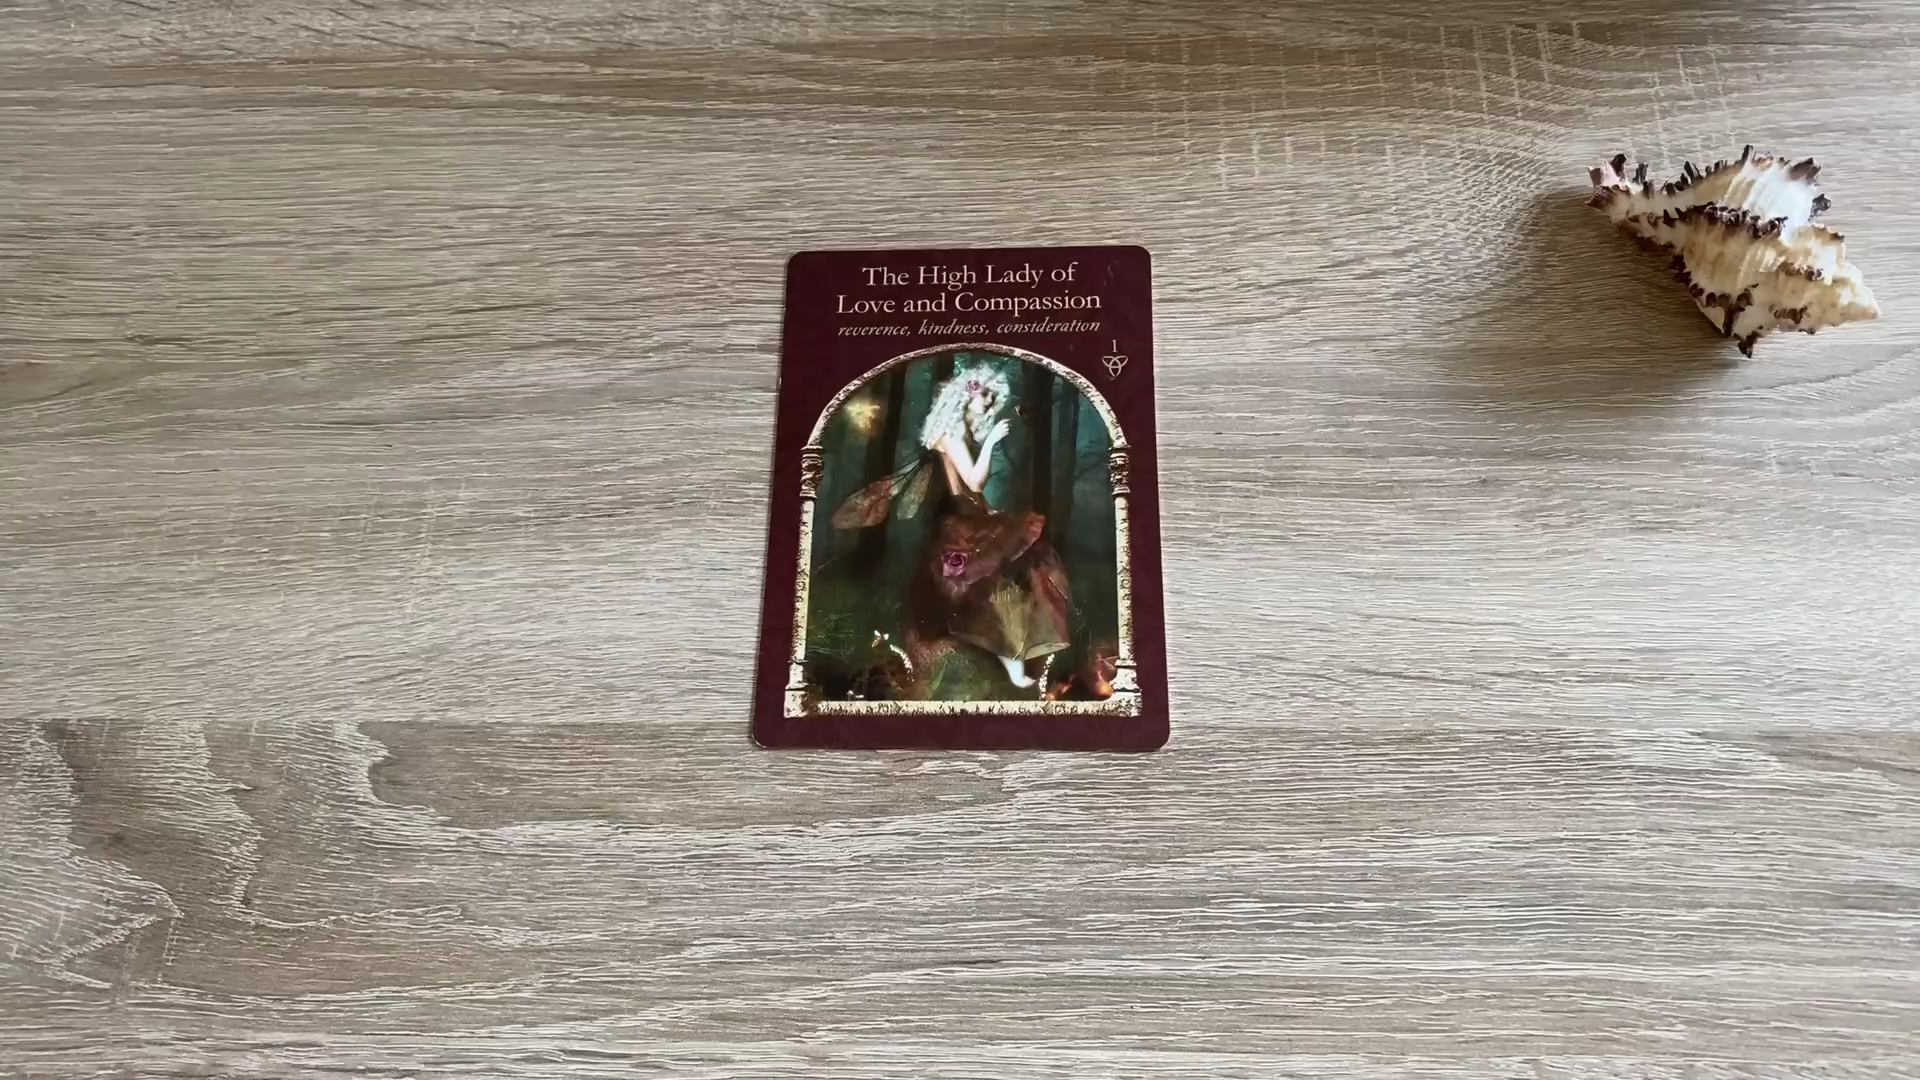 The High Lady of
Love and Compassion
reverence, kindness, consideration
1